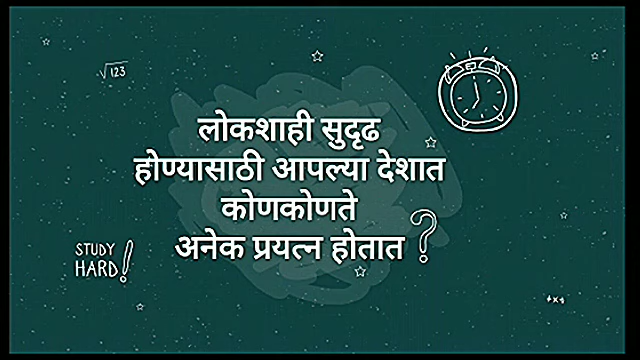 √123
लोकशाही सुदृढ
होण्यासाठी आपल्या देशात
कोणकोणते
अनेक प्रयत्न होतात ?
STUDY
HARD!